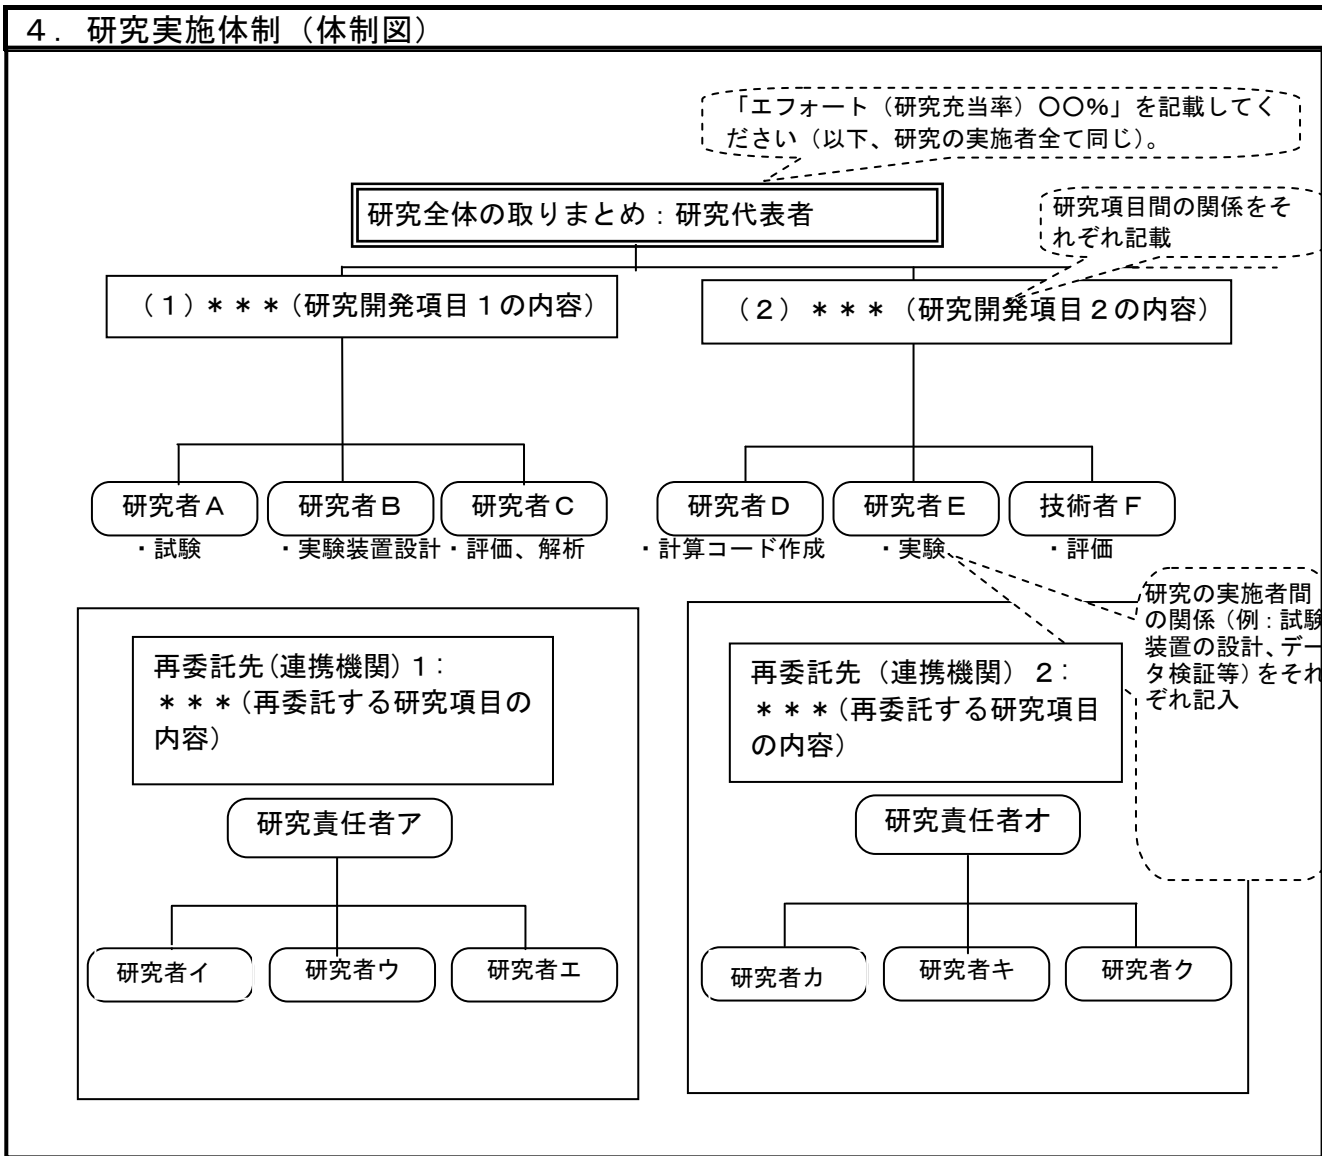 ４．研究実施体制（体制図）
「エフォート（研究充当率）〇〇％」を記載してく
ださい（以下、研究の実施者全て同じ）。
研究全体の取りまとめ：研究代表者
研究項目間の関係をそ
れぞれ記載
（１）＊＊＊（研究開発項目１の内容）
（２）＊＊＊（研究開発項目２の内容）
研究者Ａ
研究者Ｂ
研究者Ｃ
研究者Ｄ
研究者Ｅ
技術者Ｆ
・試験
・実験装置設計
・評価、解析
・計算コード作成
・実験
・評価
研究の実施者間
の関係（例：試験
装置の設計、デー
タ検証等）をそれ
ぞれ記入
再委託先（連携機関）１：
＊＊＊（再委託する研究項目の
内容）
再委託先（連携機関）２：
＊＊＊（再委託する研究項目
の内容）
研究責任者ア
研究責任者オ
研究者イ
研究者ウ
研究者エ
研究者カ
研究者キ
研究者ク